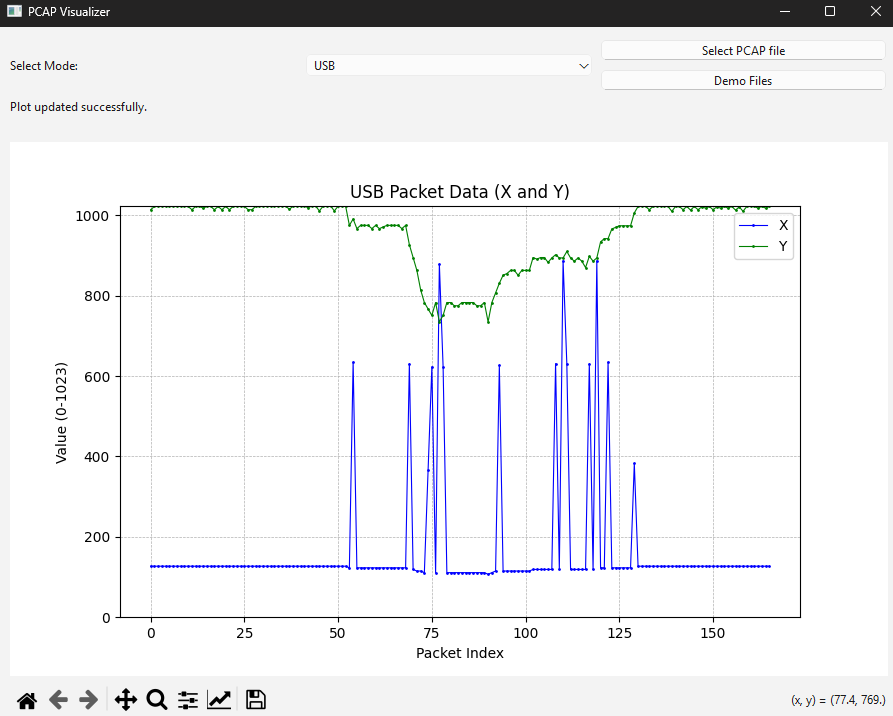 PCAP Visualizer
Select Mode:
USB
Select PCAP file
Demo Files
Plot updated successfully.
USB Packet Data (X and Y)
X
Y
Value (0-1023)
1000
800
600
400
200
0
0 25 50 75 100 125 150
Packet Index
(x, y) = (77.4, 769.)